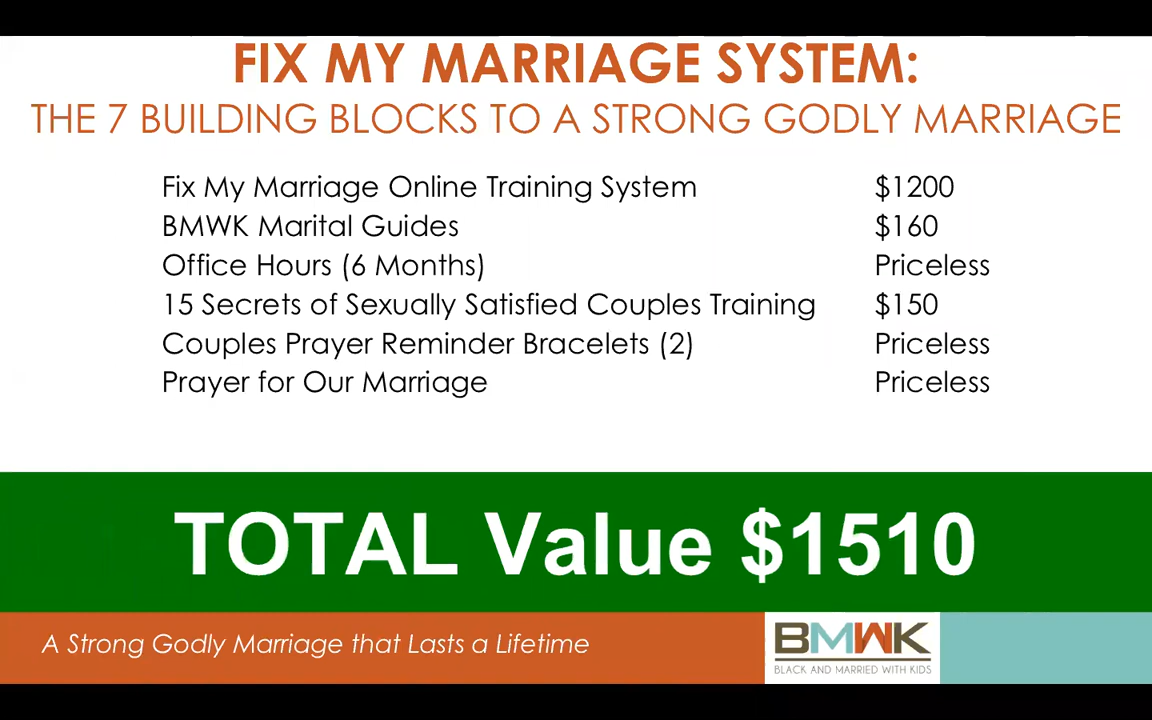 FIX MY MARRIAGE SYSTEM:
THE 7 BUILDING BLOCKS TO A STRONG GODLY MARRIAGE
Fix My Marriage Online Training System $1200
BMWK Marital Guides $160
Office Hours (6 Months) Priceless
15 Secrets of Sexually Satisfied Couples Training $150
Couples Prayer Reminder Bracelets (2) Priceless
Prayer for Our Marriage Priceless
TOTAL Value $1510
A Strong Godly Marriage that Lasts a Lifetime
BMWK
BLACK AND MARRIED WITH KIDS